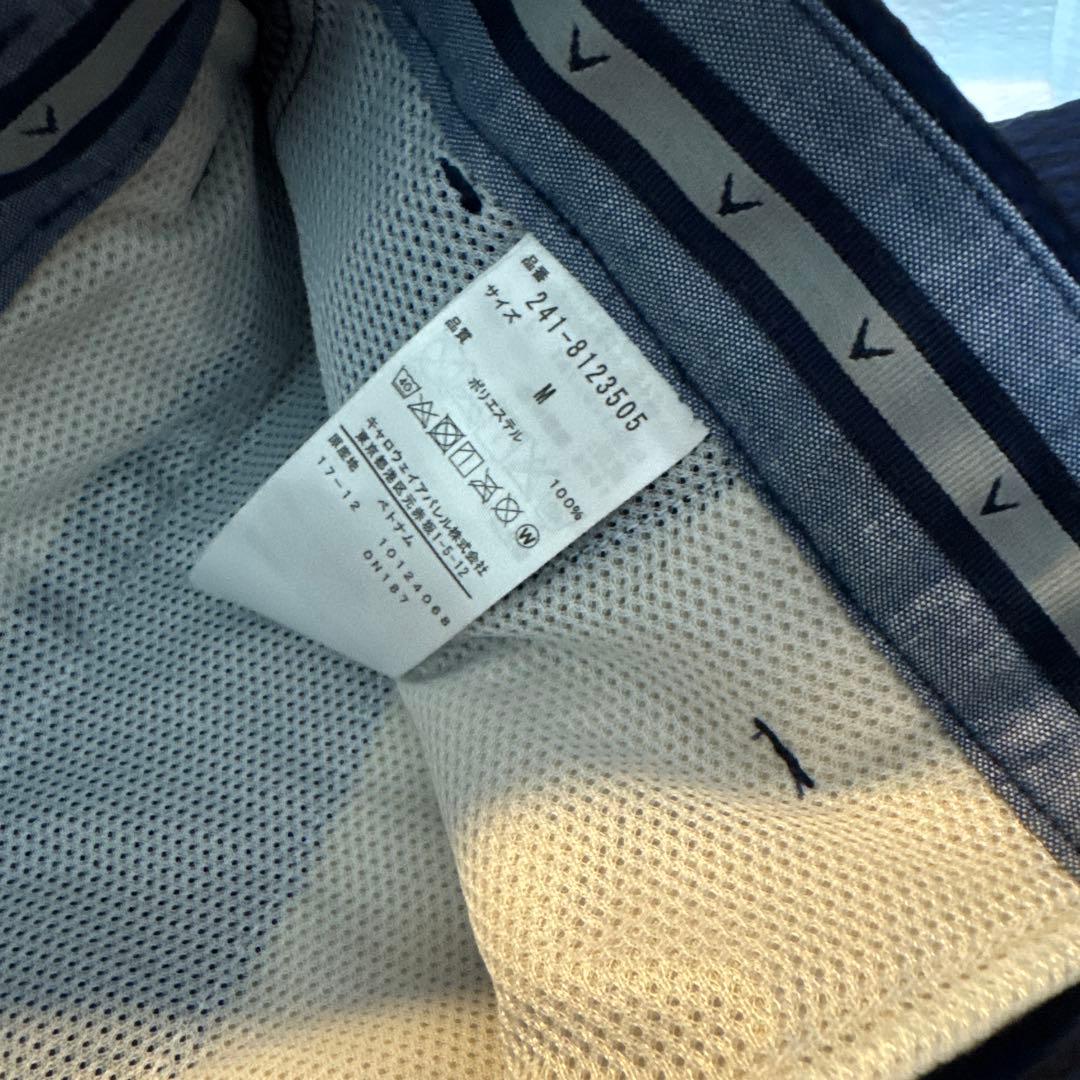 品番 241-8123505
サイズ M
品質
ポリエステル 100%
40 W
キャロウェイアパレル株式会社
東京都港区元赤坂1-5-12
原産地 ベトナム 10124068
17-12 0N187